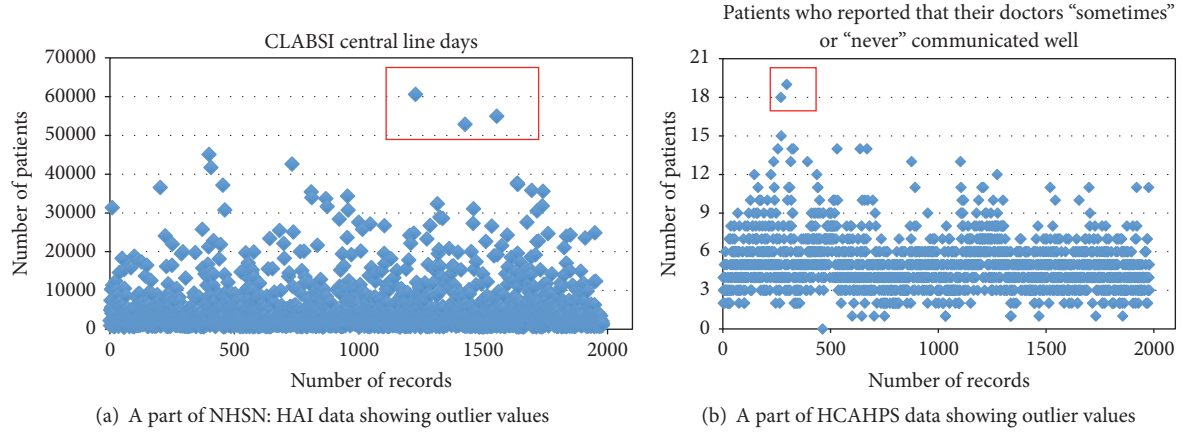 CLABSI central line days
70000
60000
50000
40000
30000
20000
10000
0
Number of patients
0 500 1000 1500 2000
Number of records
(a) A part of NHSN: HAI data showing outlier values
Patients who reported that their doctors “sometimes”
or “never” communicated well
21
18
15
12
9
6
3
0
Number of patients
0 500 1000 1500 2000
Number of records
(b) A part of HCAHPS data showing outlier values